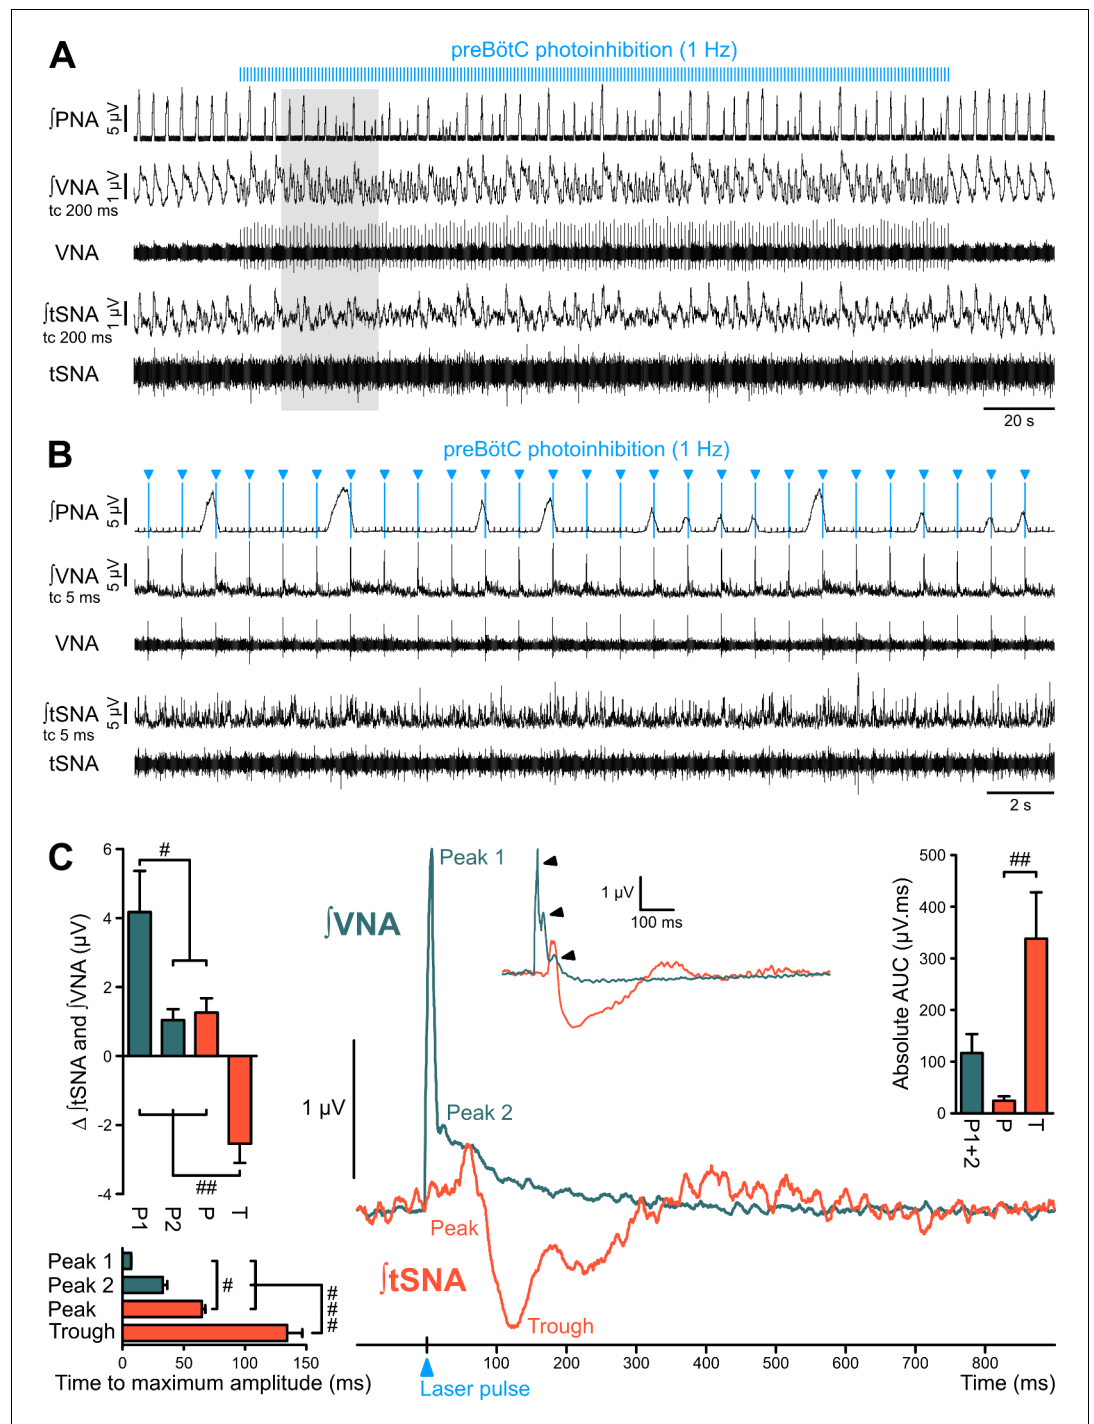 A
preBötC photoinhibition (1 Hz)
∫PNA
5 µV
∫VNA
tc 200 ms
1 µV
VNA
∫tSNA
tc 200 ms
1 µV
tSNA
20 s
B
preBötC photoinhibition (1 Hz)
∫PNA
5 µV
∫VNA
tc 5 ms
5 µV
VNA
∫tSNA
tc 5 ms
5 µV
tSNA
2 s
C
Δ ∫tSNA and ∫VNA (µV)
6
4
2
0
-2
-4
#
##
P1
P2
P
T
Peak 1
Peak 2
Peak
Trough
#
###
0
50
100
150
Time to maximum amplitude (ms)
∫VNA
Peak 1
Peak 2
1 µV
1 µV
100 ms
Peak
∫tSNA
Trough
100
200
300
400
500
600
700
800
Laser pulse
Time (ms)
Absolute AUC (µV.ms)
500
400
300
200
100
0
##
P1+2
P
T